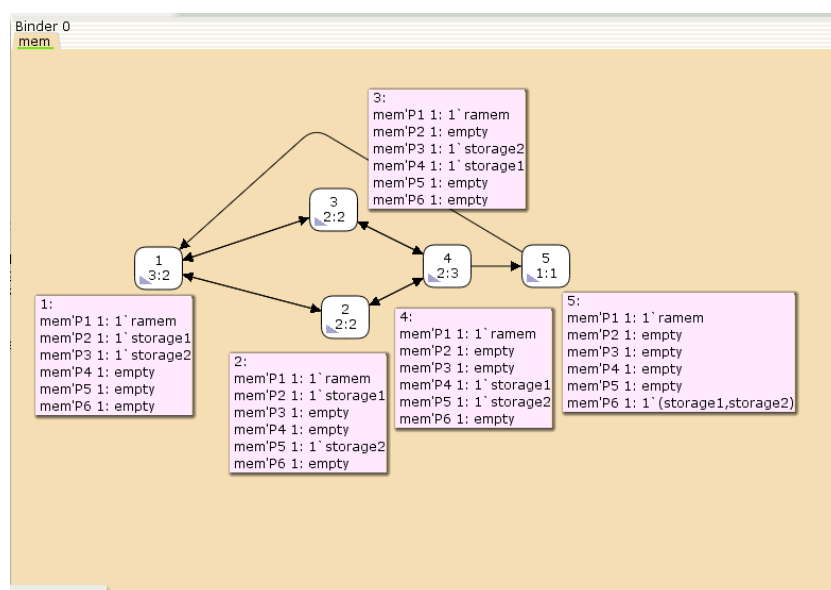 Binder 0
mem
3:
mem'P1 1: 1`ramem
mem'P2 1: empty
mem'P3 1: 1`storage2
mem'P4 1: 1`storage1
mem'P5 1: empty
mem'P6 1: empty
3
2:2
1
3:2
4
2:3
5
1:1
2
2:2
1:
mem'P1 1: 1`ramem
mem'P2 1: 1`storage1
mem'P3 1: 1`storage2
mem'P4 1: empty
mem'P5 1: empty
mem'P6 1: empty
2:
mem'P1 1: 1`ramem
mem'P2 1: 1`storage1
mem'P3 1: empty
mem'P4 1: empty
mem'P5 1: 1`storage2
mem'P6 1: empty
4:
mem'P1 1: 1`ramem
mem'P2 1: empty
mem'P3 1: empty
mem'P4 1: 1`storage1
mem'P5 1: 1`storage2
mem'P6 1: empty
5:
mem'P1 1: 1`ramem
mem'P2 1: empty
mem'P3 1: empty
mem'P4 1: empty
mem'P5 1: empty
mem'P6 1: 1`(storage1,storage2)